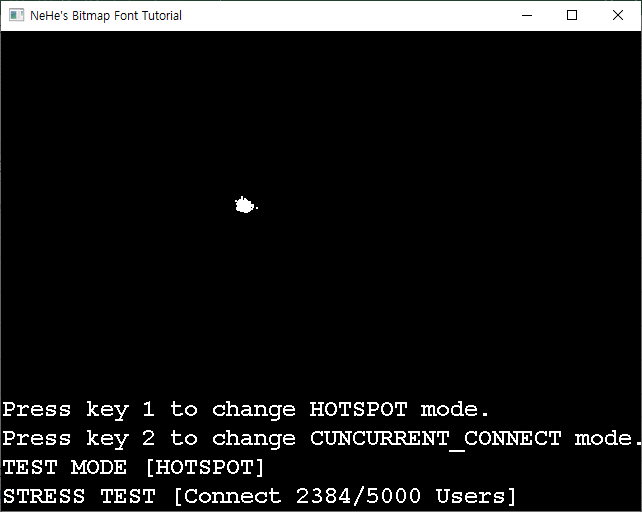 NeHe's Bitmap Font Tutorial
Press key 1 to change HOTSPOT mode.
Press key 2 to change CUNCURRENT_CONNECT mode.
TEST MODE [HOTSPOT]
STRESS TEST [Connect 2384/5000 Users]